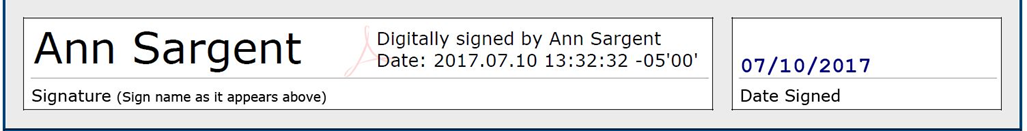 Ann Sargent
Digitally signed by Ann Sargent
Date: 2017.07.10 13:32:32 -05'00'
Signature (Sign name as it appears above)
07/10/2017
Date Signed